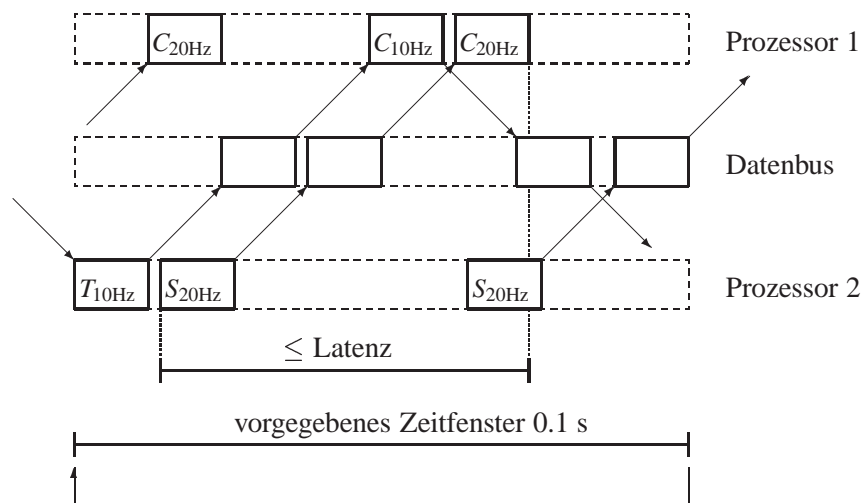 C20Hz C10Hz C20Hz Prozessor 1
Datenbus
T10Hz S20Hz S20Hz Prozessor 2
≤ Latenz
vorgegebenes Zeitfenster 0.1 s